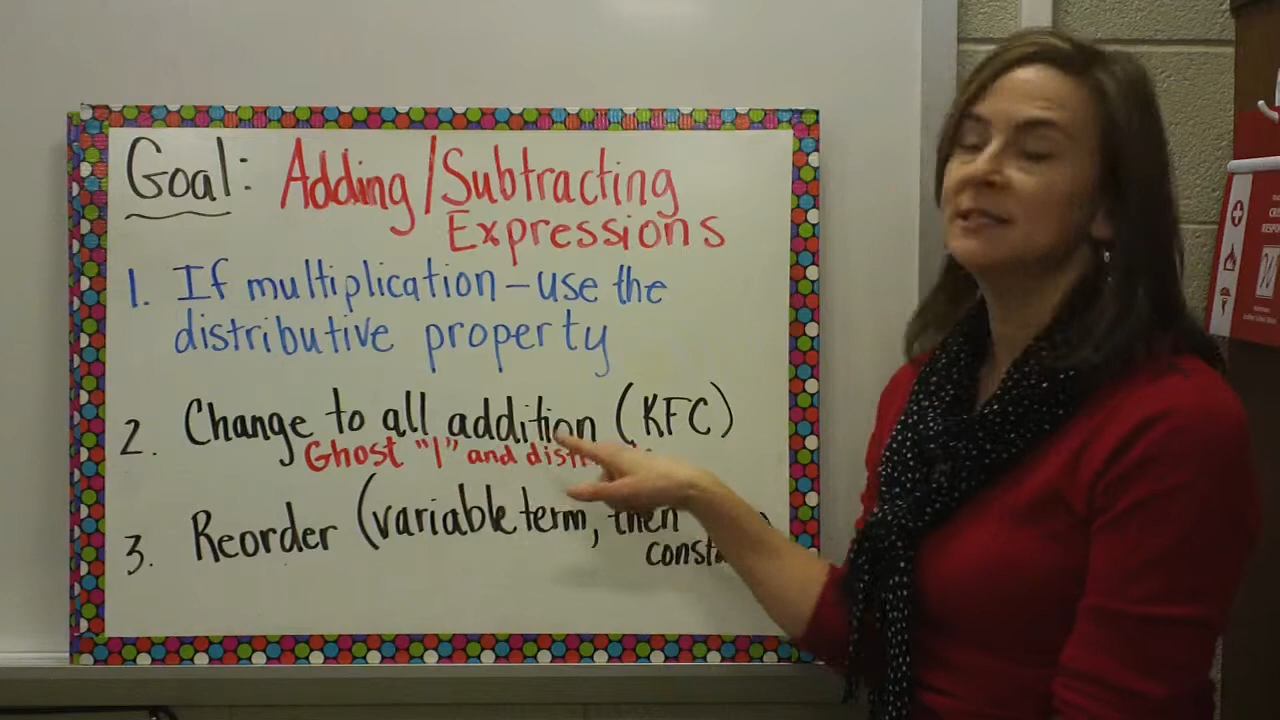 Goal: Adding/Subtracting
Expressions
1. If multiplication - use the
distributive property
2. Change to all addition (KFC)
Ghost "1" and
3. Reorder (variable term, then